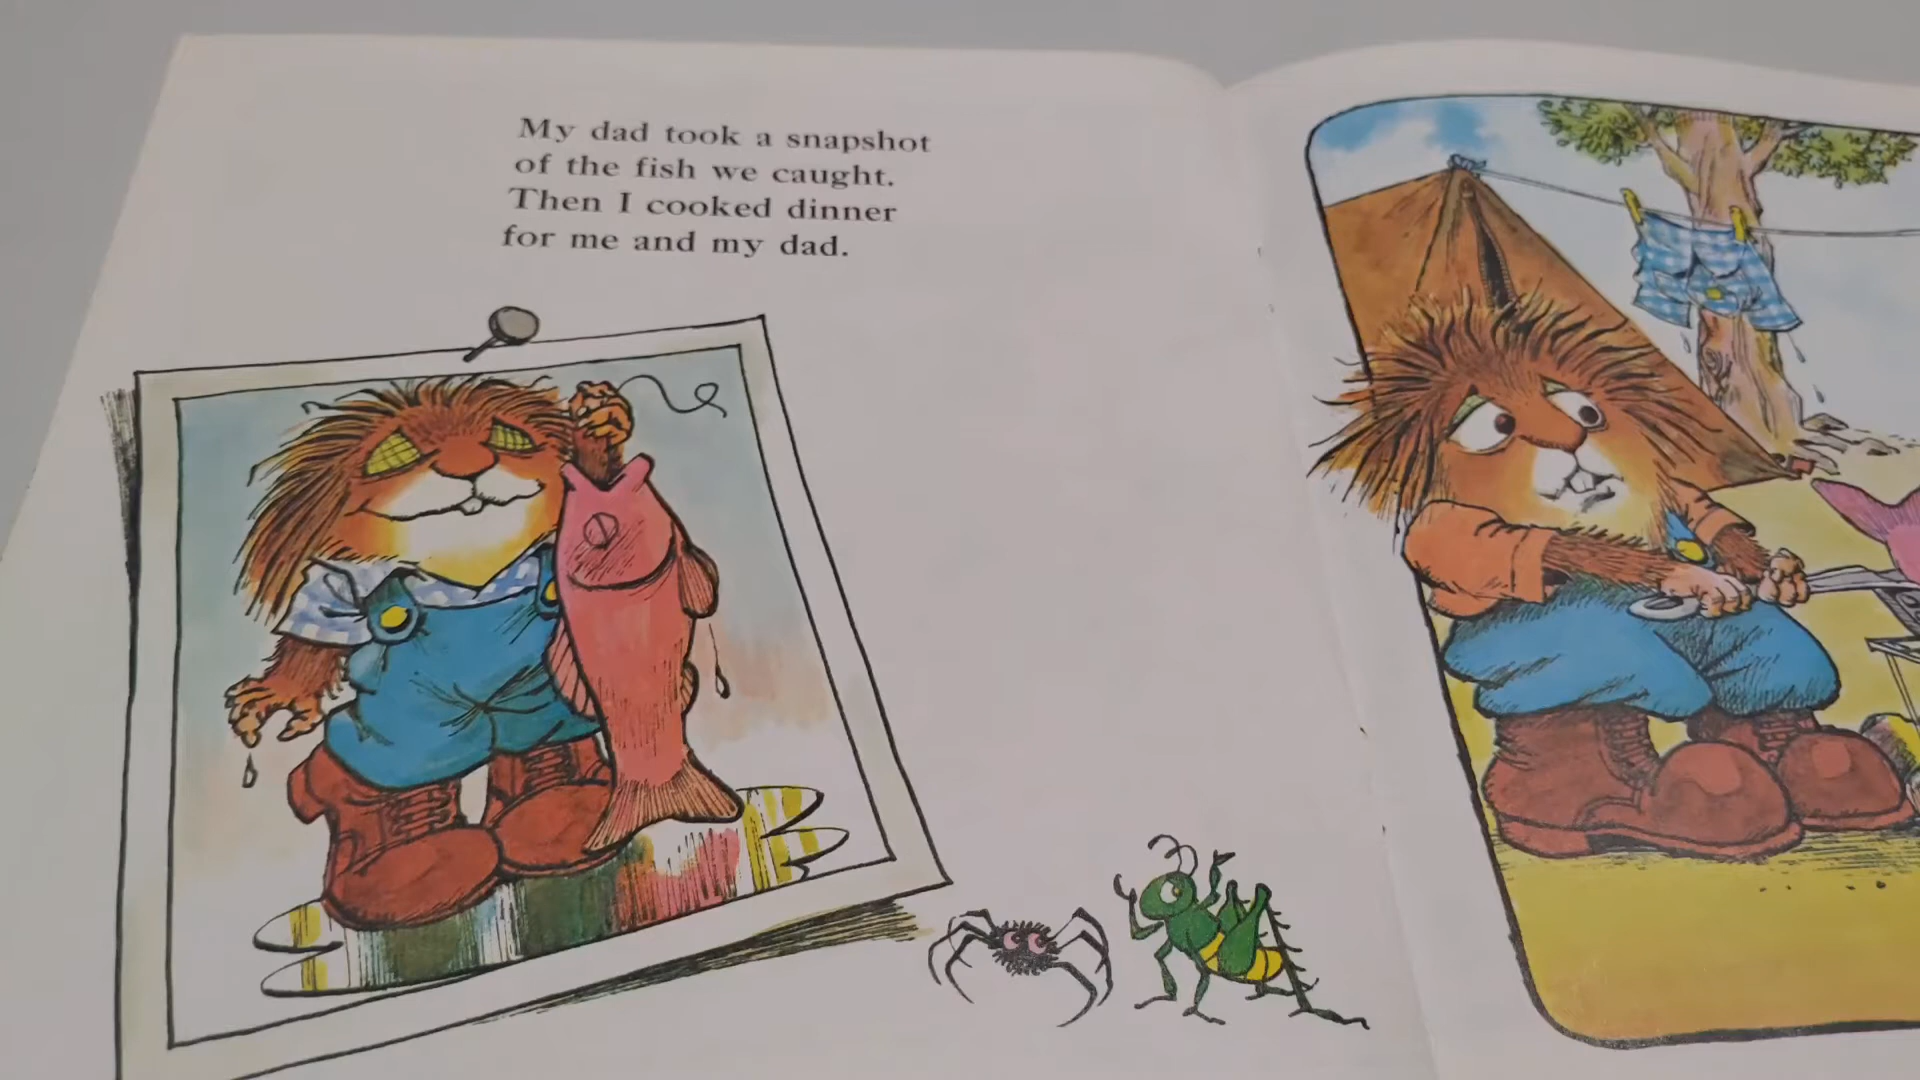 My dad took a snapshot
of the fish we caught.
Then I cooked dinner
for me and my dad.